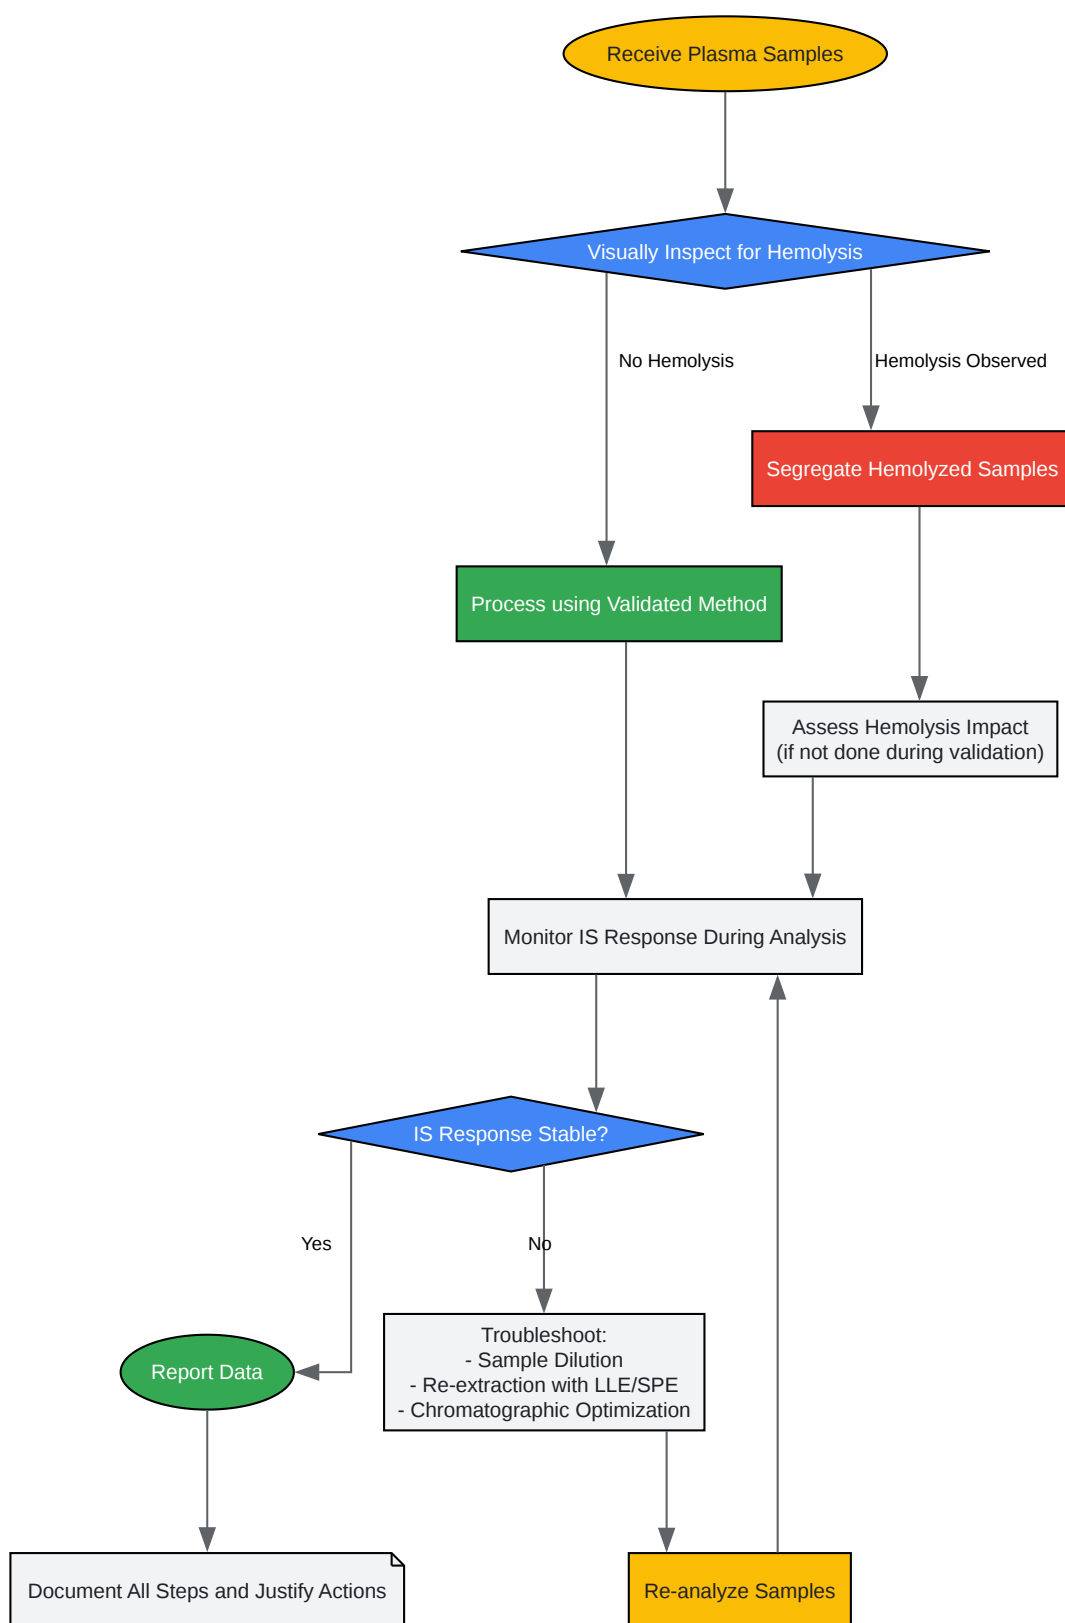 Receive Plasma Samples
Visually Inspect for Hemolysis
No Hemolysis
Hemolysis Observed
Segregate Hemolyzed Samples
Process using Validated Method
Assess Hemolysis Impact
(if not done during validation)
Monitor IS Response During Analysis
IS Response Stable?
Yes
No
Troubleshoot:
- Sample Dilution
- Re-extraction with LLE/SPE
- Chromatographic Optimization
Report Data
Document All Steps and Justify Actions
Re-analyze Samples